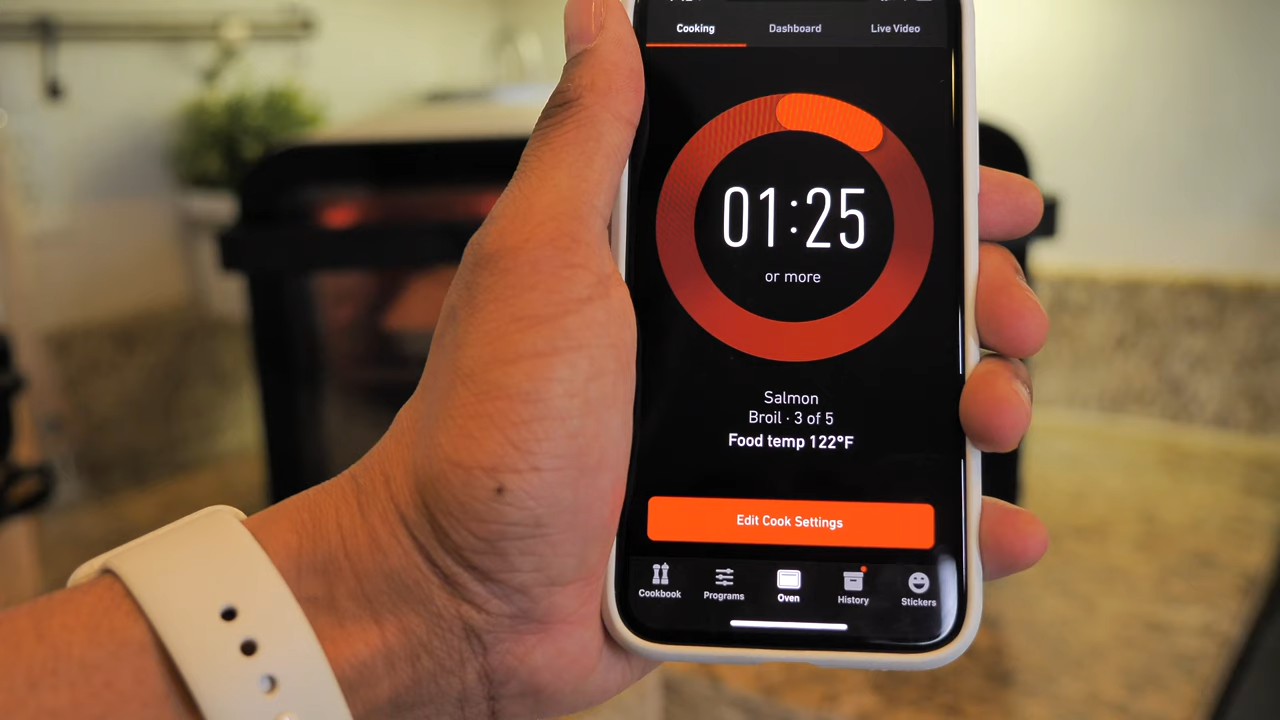 Cooking Dashboard Live Video
01:25
or more
Salmon
Broil · 3 of 5
Food temp 122°F
Edit Cook Settings
Cookbook Programs Oven History Stickers